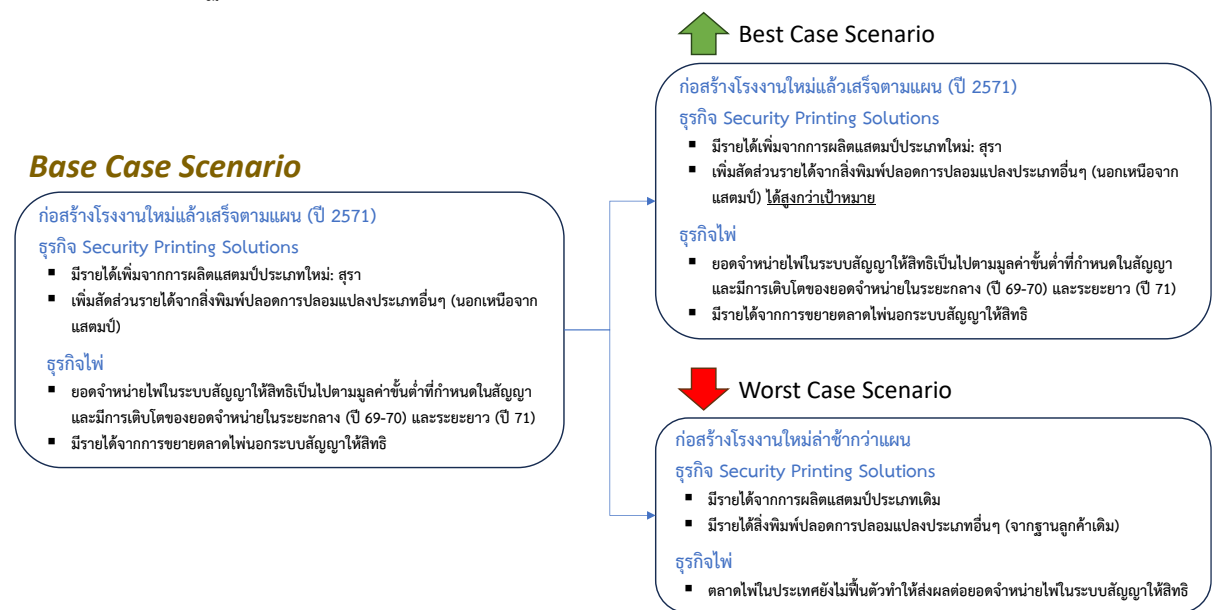 Base Case Scenario
ก่อสร้างโรงงานใหม่แล้วเสร็จตามแผน (ปี 2571)
ธุรกิจ Security Printing Solutions
▪ มีรายได้เพิ่มจากการผลิตแสตมป์ประเภทใหม่: สุรา
▪ เพิ่มสัดส่วนรายได้จากสิ่งพิมพ์ปลอดการปลอมแปลงประเภทอื่นๆ (นอกเหนือจาก
แสตมป์)
ธุรกิจไพ่
▪ ยอดจำหน่ายไพ่ในระบบสัญญาให้สิทธิเป็นไปตามมูลค่าขั้นต่ำที่กำหนดในสัญญา
และมีการเติบโตของยอดจำหน่ายในระยะกลาง (ปี 69-70) และระยะยาว (ปี 71)
▪ มีรายได้จากการขยายตลาดไพ่นอกระบบสัญญาให้สิทธิ
Best Case Scenario
ก่อสร้างโรงงานใหม่แล้วเสร็จตามแผน (ปี 2571)
ธุรกิจ Security Printing Solutions
▪ มีรายได้เพิ่มจากการผลิตแสตมป์ประเภทใหม่: สุรา
▪ เพิ่มสัดส่วนรายได้จากสิ่งพิมพ์ปลอดการปลอมแปลงประเภทอื่นๆ (นอกเหนือจาก
แสตมป์) ได้สูงกว่าเป้าหมาย
ธุรกิจไพ่
▪ ยอดจำหน่ายไพ่ในระบบสัญญาให้สิทธิเป็นไปตามมูลค่าขั้นต่ำที่กำหนดในสัญญา
และมีการเติบโตของยอดจำหน่ายในระยะกลาง (ปี 69-70) และระยะยาว (ปี 71)
▪ มีรายได้จากการขยายตลาดไพ่นอกระบบสัญญาให้สิทธิ
Worst Case Scenario
ก่อสร้างโรงงานใหม่ล่าช้ากว่าแผน
ธุรกิจ Security Printing Solutions
▪ มีรายได้จากการผลิตแสตมป์ประเภทเดิม
▪ มีรายได้สิ่งพิมพ์ปลอดการปลอมแปลงประเภทอื่นๆ (จากฐานลูกค้าเดิม)
ธุรกิจไพ่
▪ ตลาดไพ่ในประเทศยังไม่ฟื้นตัวทำให้ส่งผลต่อยอดจำหน่ายไพ่ในระบบสัญญาให้สิทธิ